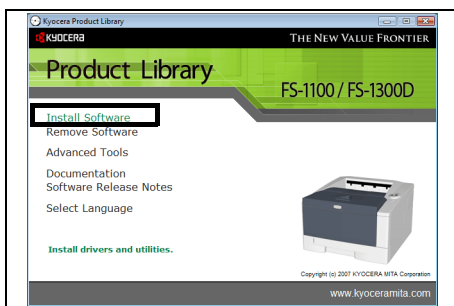 Kyocera Product Library
KYOCERA
THE NEW VALUE FRONTIER
Product Library
FS-1100 / FS-1300D
Install Software
Remove Software
Advanced Tools
Documentation
Software Release Notes
Select Language
Install drivers and utilities.
Copyright (c) 2007 KYOCERA MITA Corporation
www.kyoceramita.com